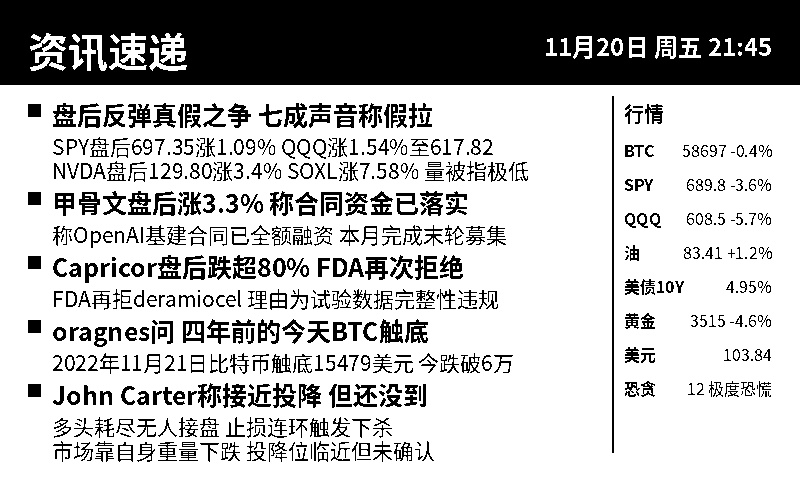 资讯速递
11月20日 周五 21:45
■ 盘后反弹真假之争 七成声音称假拉
SPY盘后697.35涨1.09% QQQ涨1.54%至617.82
NVDA盘后129.80涨3.4% SOXL涨7.58% 量被指极低
■ 甲骨文盘后涨3.3% 称合同资金已落实
称OpenAI基建合同已全额融资 本月完成末轮募集
■ Capricor盘后跌超80% FDA再次拒绝
FDA再拒deramiocel 理由为试验数据完整性违规
■ oragnes问 四年前的今天BTC触底
2022年11月21日比特币触底15479美元 今跌破6万
■ John Carter称接近投降 但还没到
多头耗尽无人接盘 止损连环触发下杀
市场靠自身重量下跌 投降位临近但未确认
行情
BTC 58697 -0.4%
SPY 689.8 -3.6%
QQQ 608.5 -5.7%
油 83.41 +1.2%
美债10Y 4.95%
黄金 3515 -4.6%
美元 103.84
恐贪 12 极度恐慌